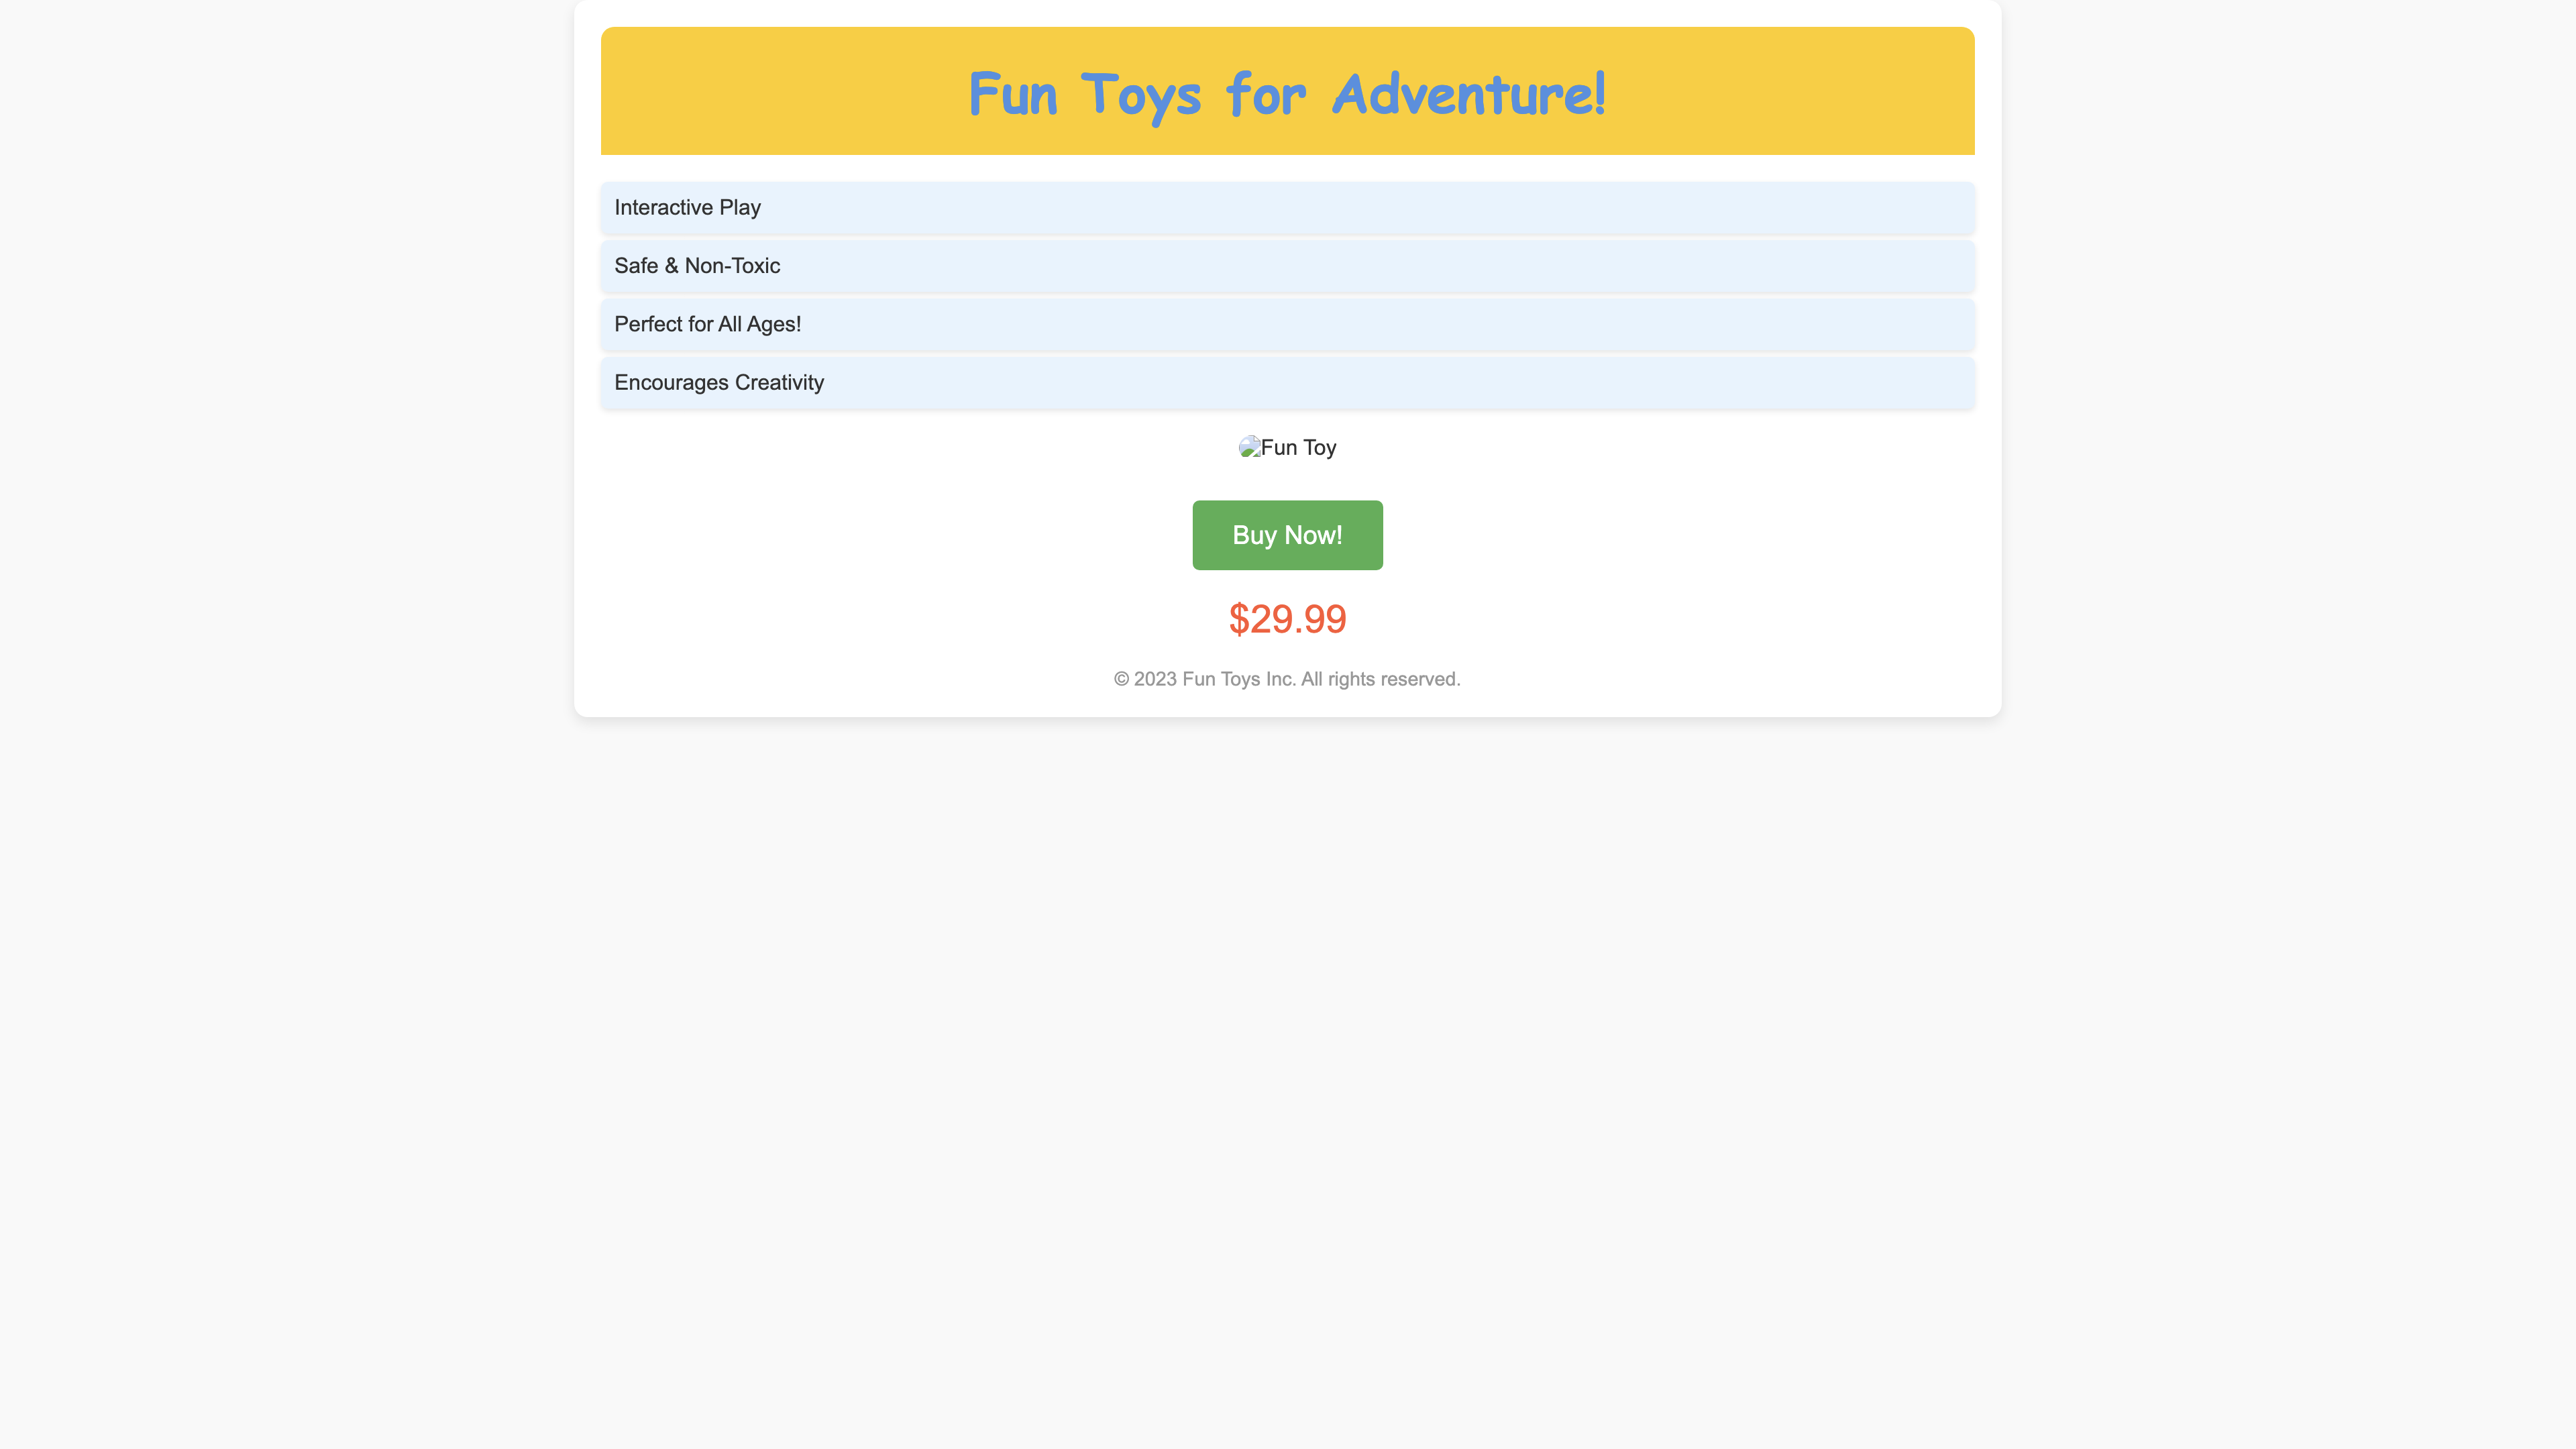 Fun Toys for Adventure!
Interactive Play
Safe & Non-Toxic
Perfect for All Ages!
Encourages Creativity
Fun Toy
Buy Now!
$29.99
© 2023 Fun Toys Inc. All rights reserved.